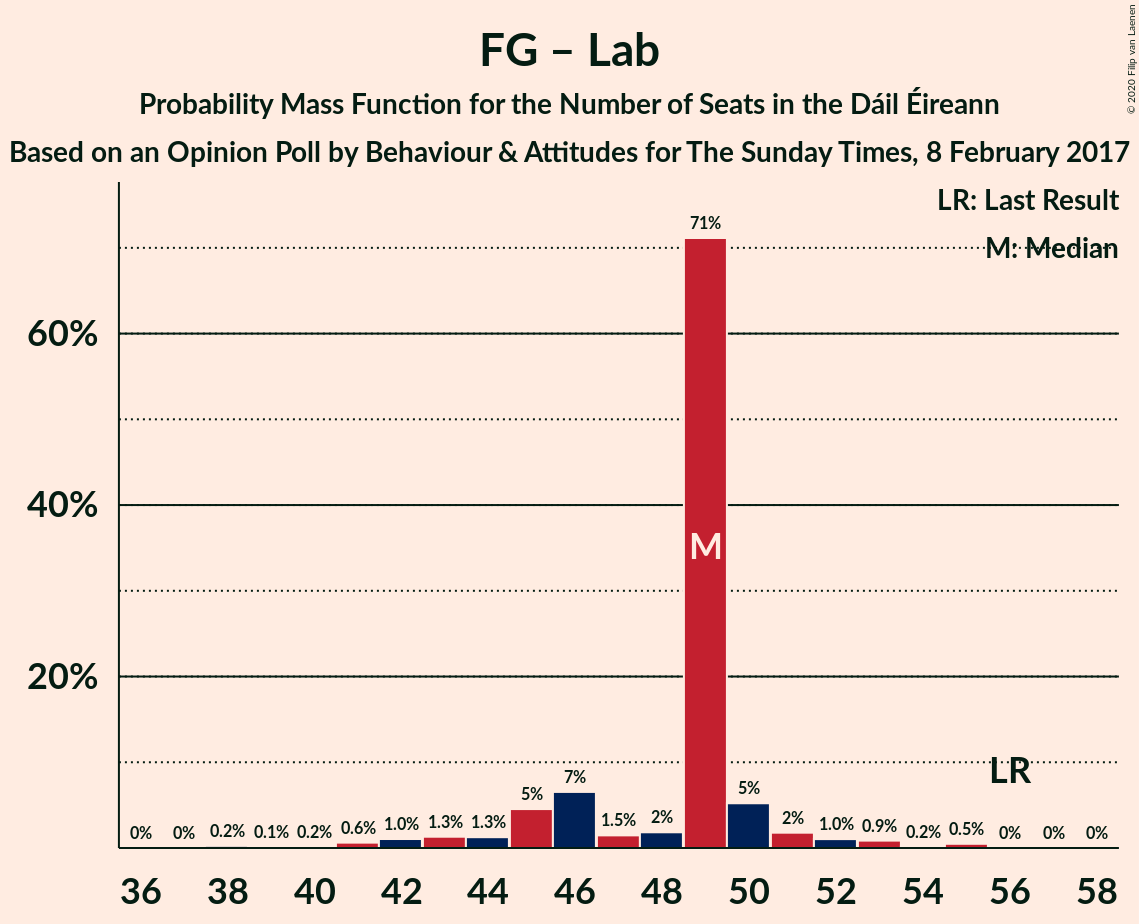 FG – Lab
Probability Mass Function for the Number of Seats in the Dáil Éireann
Based on an Opinion Poll by Behaviour & Attitudes for The Sunday Times, 8 February 2017
© 2020 Filip van Laenen
LR: Last Result
M: Median
60%
40%
20%
0% 0% 0.2% 0.1% 0.2% 0.6% 1.0% 1.3% 1.3% 5% 7% 1.5% 2% 71% 5% 2% 1.0% 0.9% 0.2% 0.5% 0% 0% 0%
M
LR
36 38 40 42 44 46 48 50 52 54 56 58